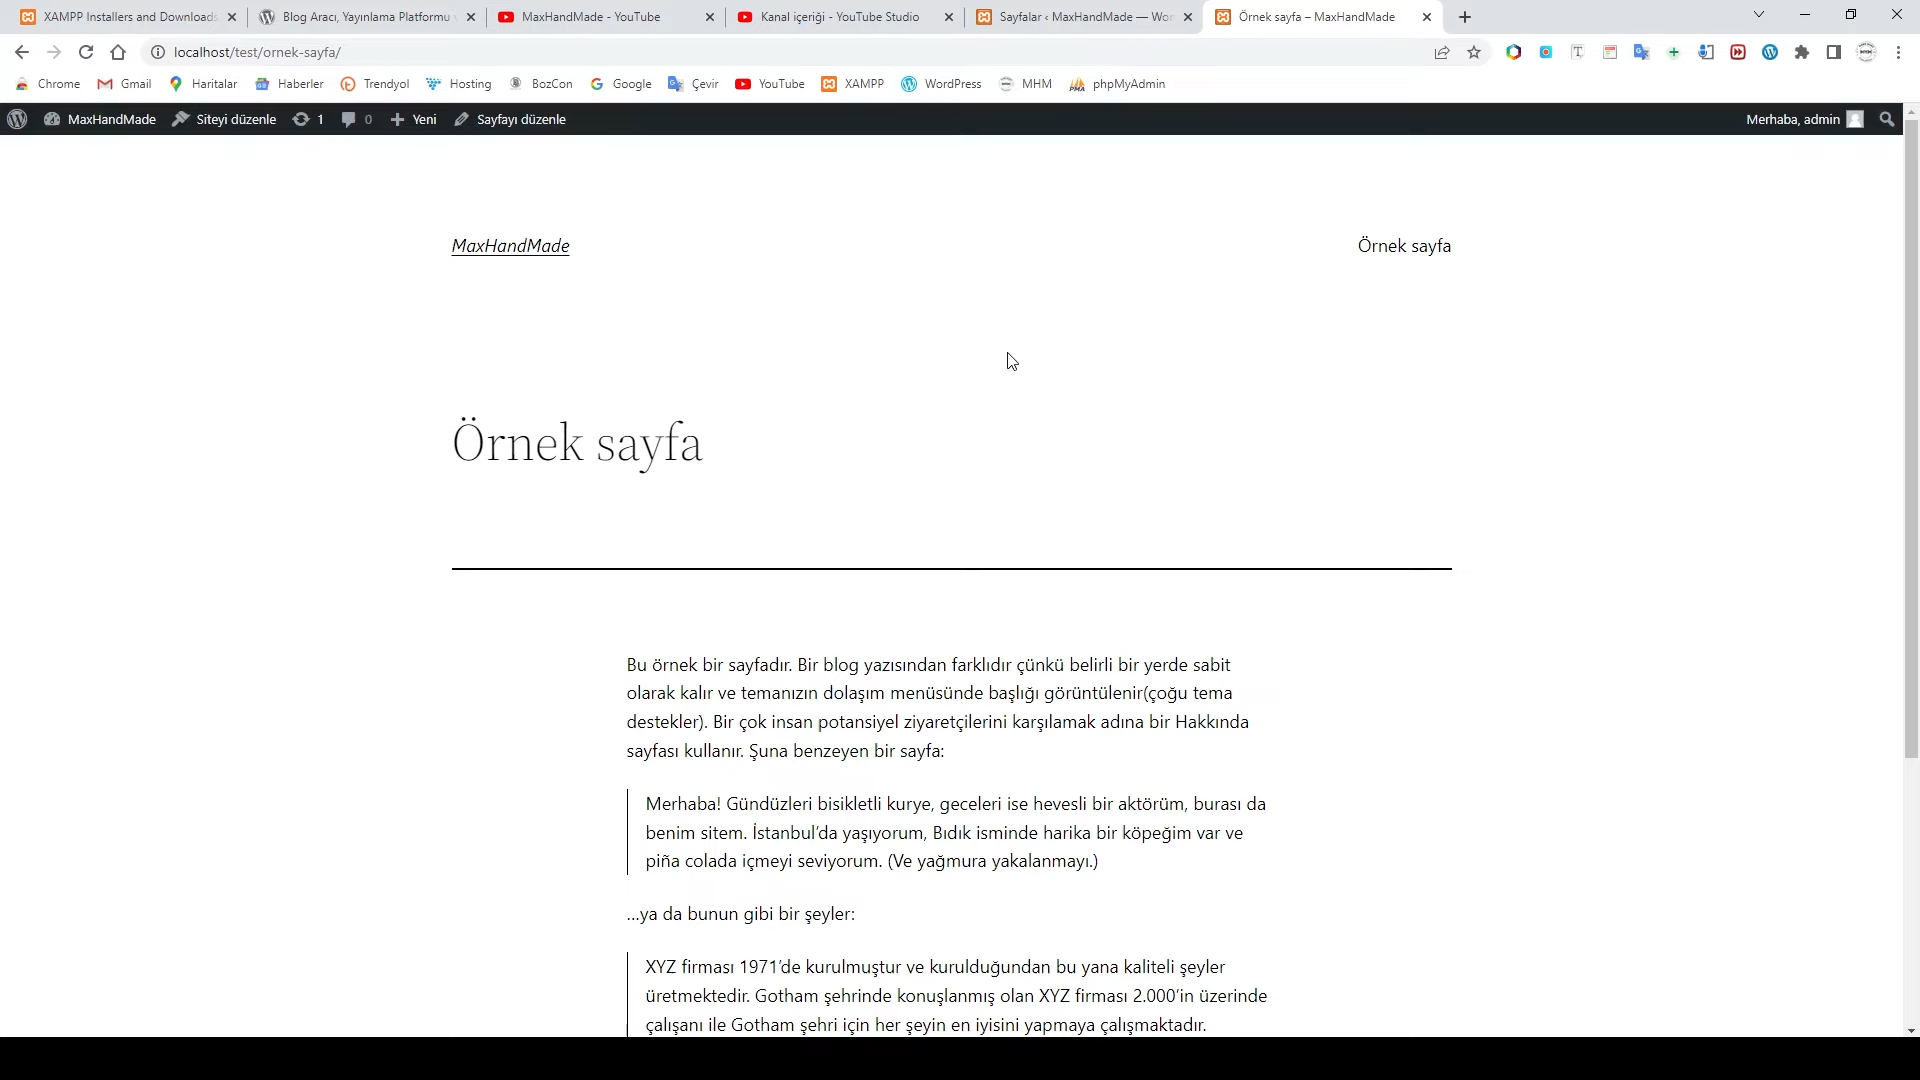 XAMPP Installers and Downloads
Blog Aracı, Yayınlama Platformu
MaxHandMade - YouTube
Kanal içeriği - YouTube Studio
Sayfalar ‹ MaxHandMade — Wor
Örnek sayfa – MaxHandMade
localhost/test/ornek-sayfa/
Chrome Gmail Haritalar Haberler Trendyol Hosting BozCon Google Çevir YouTube XAMPP WordPress MHM phpMyAdmin
MaxHandMade Siteyi düzenle 1 0 Yeni Sayfayı düzenle Merhaba, admin
MaxHandMade Örnek sayfa
Örnek sayfa
Bu örnek bir sayfadır. Bir blog yazısından farklıdır çünkü belirli bir yerde sabit
olarak kalır ve temanızın dolaşım menüsünde başlığı görüntülenir(çoğu tema
destekler). Bir çok insan potansiyel ziyaretçilerini karşılamak adına bir Hakkında
sayfası kullanır. Şuna benzeyen bir sayfa:
Merhaba! Gündüzleri bisikletli kurye, geceleri ise hevesli bir aktörüm, burası da
benim sitem. İstanbul’da yaşıyorum, Bıdık isminde harika bir köpeğim var ve
piña colada içmeyi seviyorum. (Ve yağmura yakalanmayı.)
…ya da bunun gibi bir şeyler:
XYZ firması 1971’de kurulmuştur ve kurulduğundan bu yana kaliteli şeyler
üretmektedir. Gotham şehrinde konuşlanmış olan XYZ firması 2.000’in üzerinde
çalışanı ile Gotham şehri için her şeyin en iyisini yapmaya çalışmaktadır.